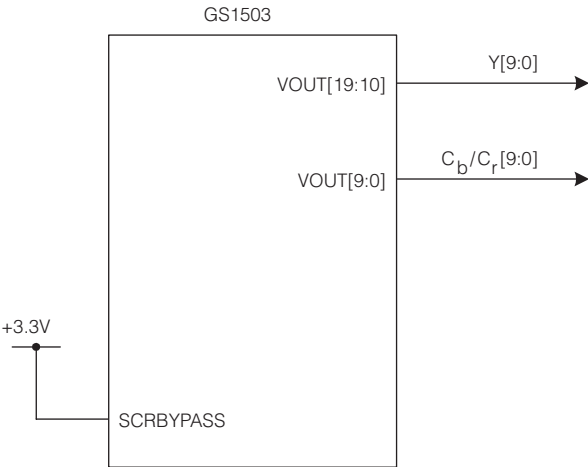 GS1503
VOUT[19:10]
Y[9:0]
VOUT[9:0]
Cb/Cr[9:0]
+3.3V
SCRBYPASS